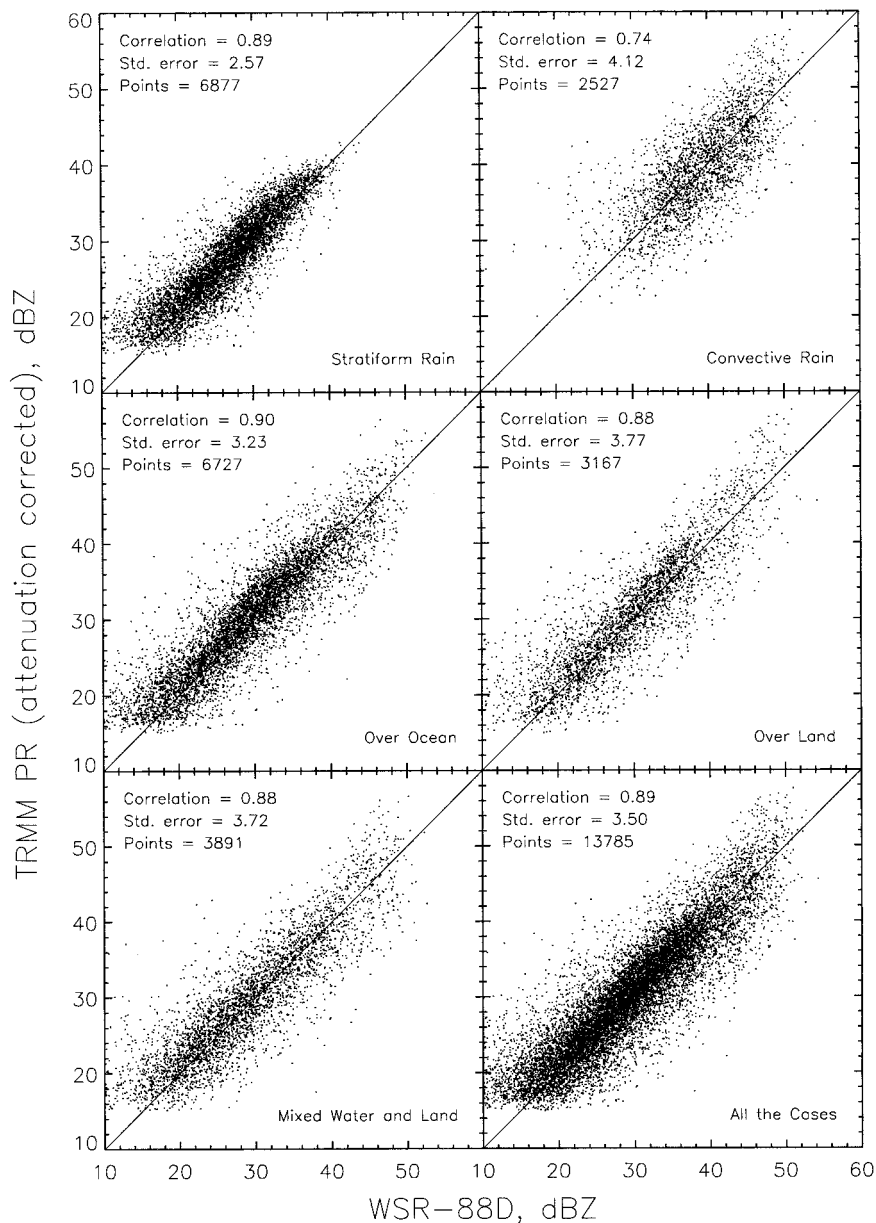 60
50
40
30
20
10
Correlation = 0.89
Std. error = 2.57
Points = 6877
Stratiform Rain
Correlation = 0.74
Std. error = 4.12
Points = 2527
Convective Rain
50
40
30
20
10
Correlation = 0.90
Std. error = 3.23
Points = 6727
Over Ocean
Correlation = 0.88
Std. error = 3.77
Points = 3167
Over Land
50
40
30
20
10
Correlation = 0.88
Std. error = 3.72
Points = 3891
Mixed Water and Land
Correlation = 0.89
Std. error = 3.50
Points = 13785
All the Cases
10 20 30 40 50 10 20 30 40 50 60
TRMM PR (attenuation corrected), dBZ
WSR-88D, dBZ